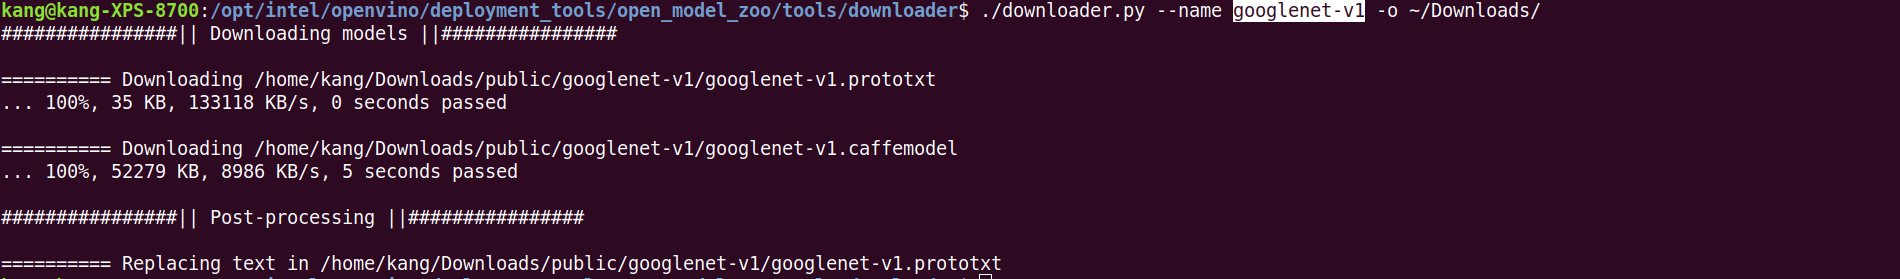 kang@kang-XPS-8700:/opt/intel/openvino/deployment_tools/open_model_zoo/tools/downloader$ ./downloader.py --name googlenet-v1 -o ~/Downloads/
################|| Downloading models ||################
========== Downloading /home/kang/Downloads/public/googlenet-v1/googlenet-v1.prototxt
... 100%, 35 KB, 133118 KB/s, 0 seconds passed
========== Downloading /home/kang/Downloads/public/googlenet-v1/googlenet-v1.caffemodel
... 100%, 52279 KB, 8986 KB/s, 5 seconds passed
################|| Post-processing ||################
========== Replacing text in /home/kang/Downloads/public/googlenet-v1/googlenet-v1.prototxt